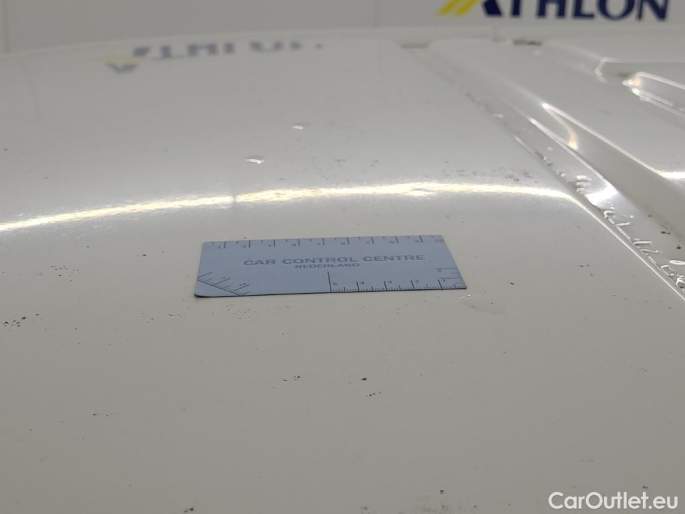 ATHLON
CAR CONTROL CENTRE
NEDERLAND
CarOutlet.eu